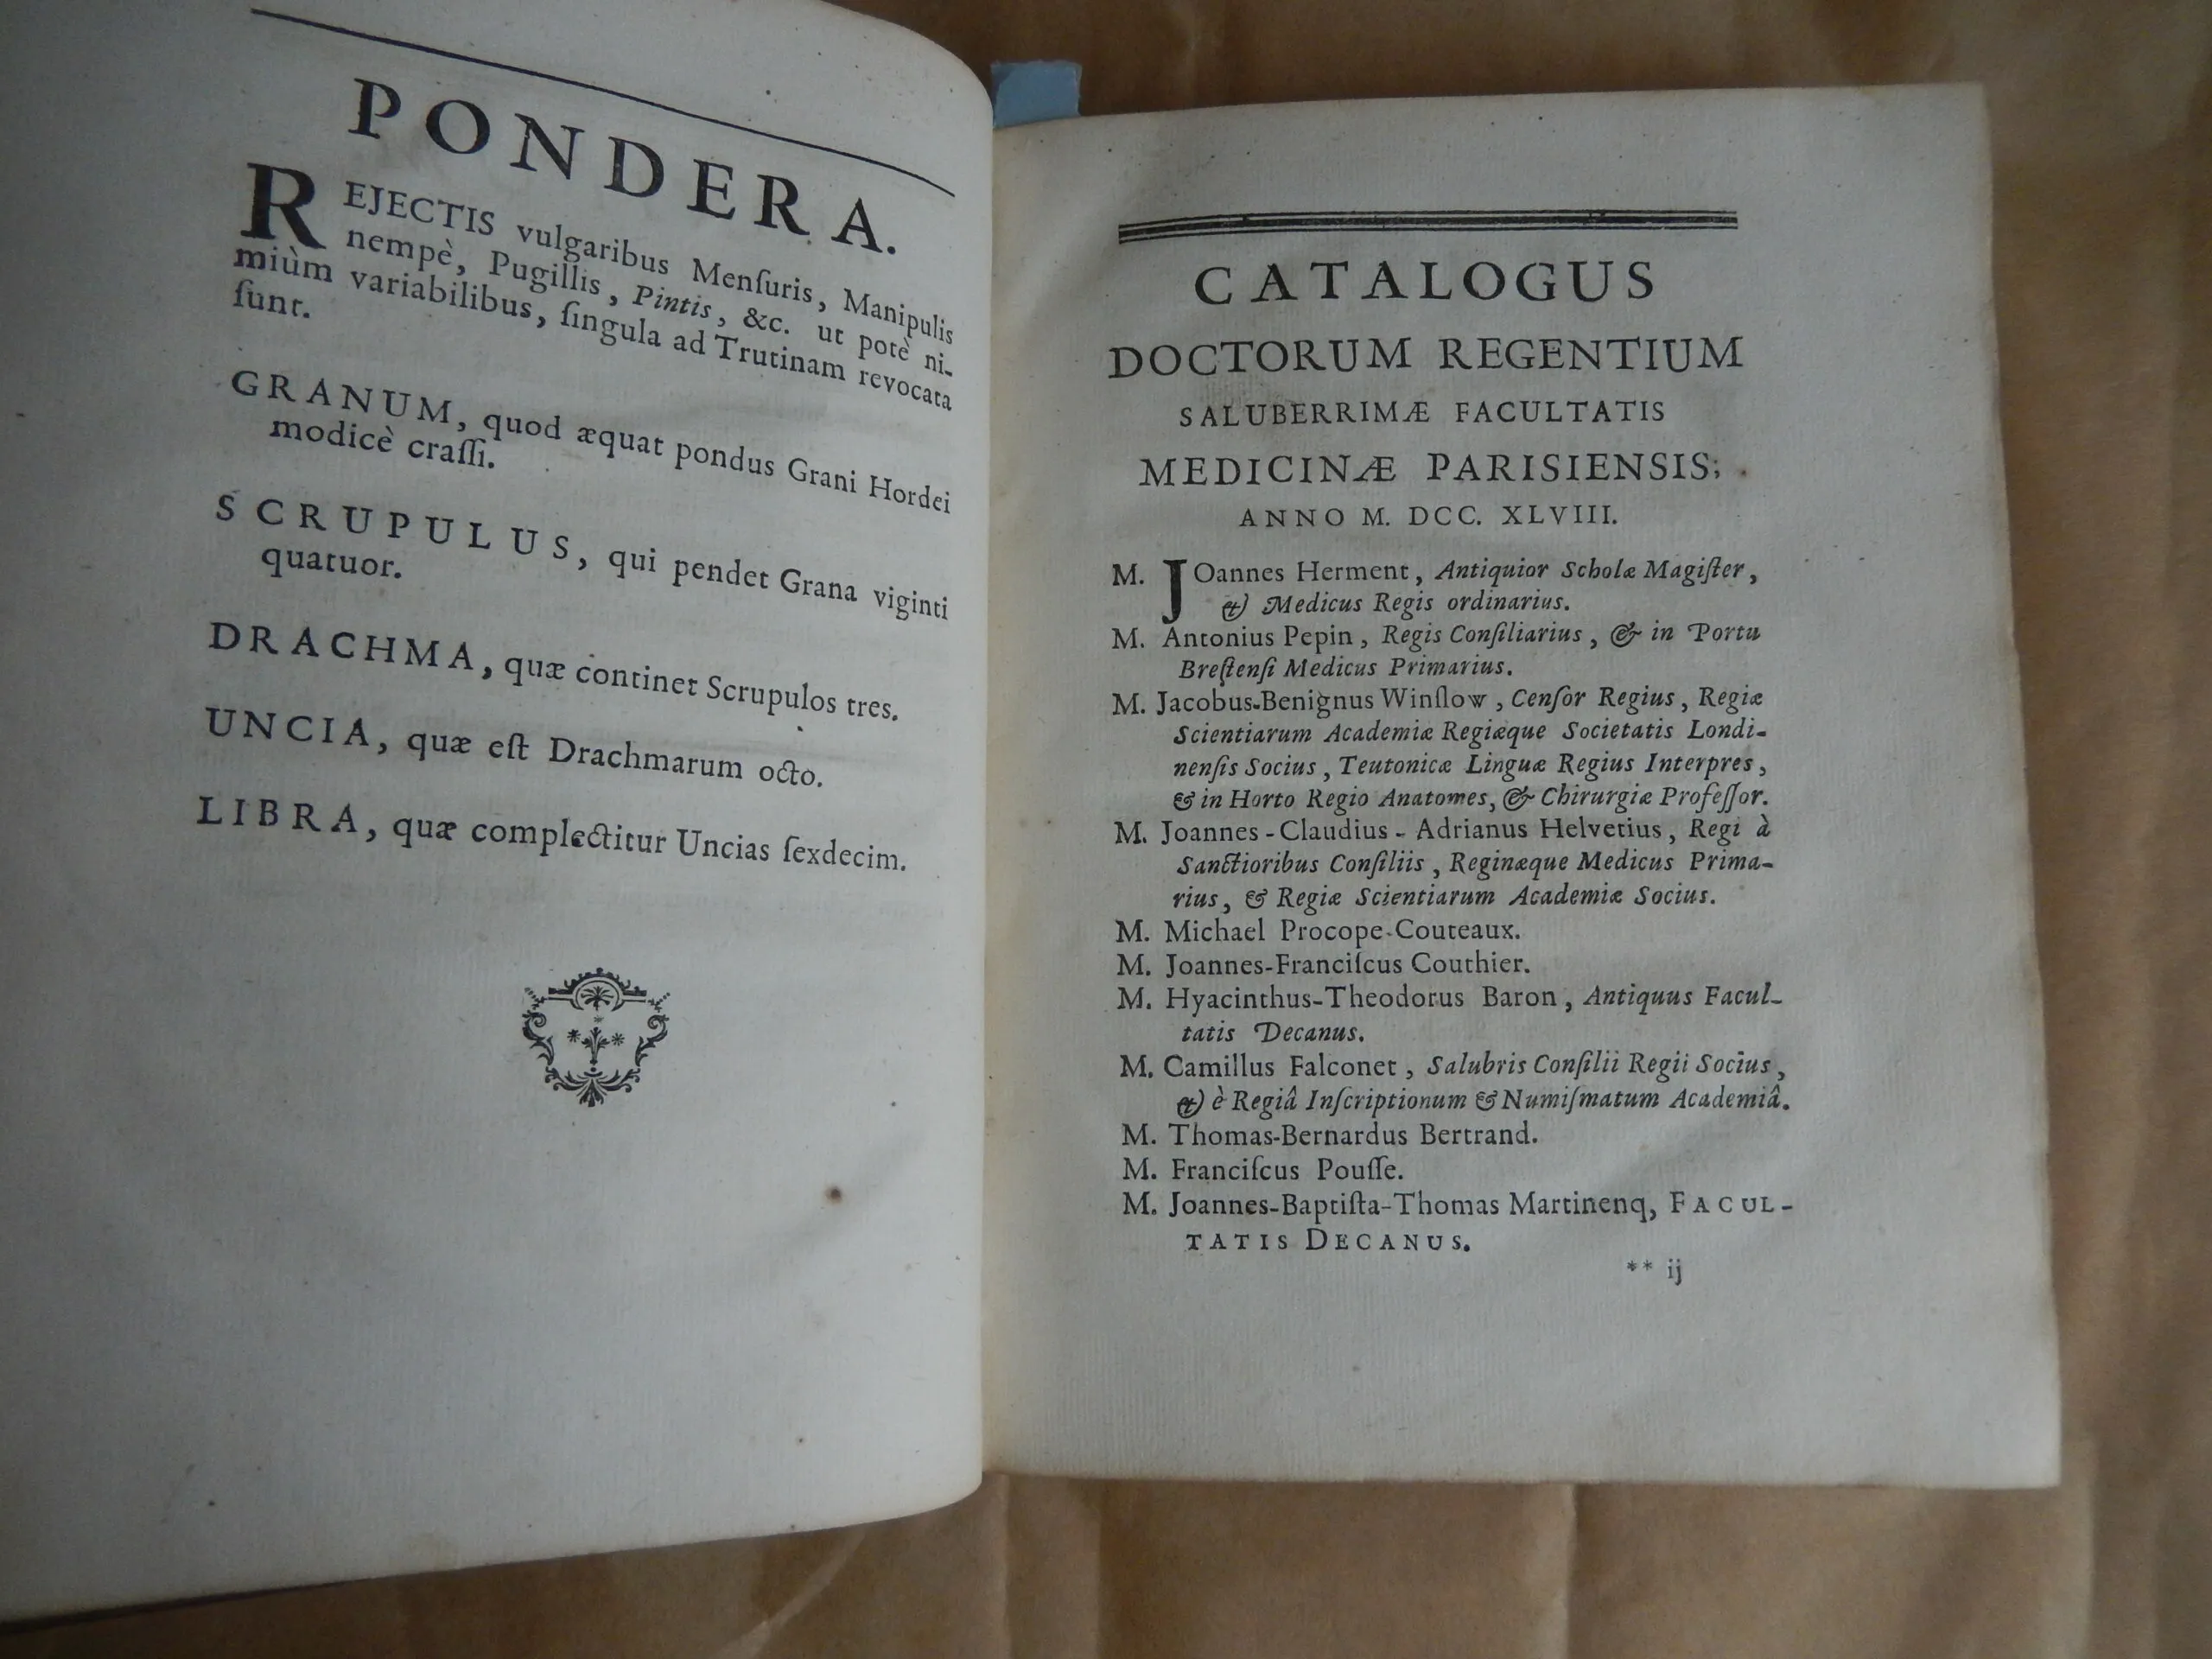 PONDERA.
REJECTIS vulgaribus Menſuris, Manipulis
nempè, Pugillis, Pintis, &c. ut potè ni-
miùm variabilibus, ſingula ad Trutinam revocata
ſunt.
GRANUM, quod æquat pondus Grani Hordei
modicè craſſi.
SCRUPULUS, qui pendet Grana viginti
quatuor.
DRACHMA, quæ continet Scrupulos tres.
UNCIA, quæ eſt Drachmarum octo.
LIBRA, quæ complectitur Uncias ſexdecim.
CATALOGUS
DOCTORUM REGENTIUM
SALUBERRIMÆ FACULTATIS
MEDICINÆ PARISIENSIS;
ANNO M. DCC. XLVIII.
M. JOannes Herment, Antiquior Scholæ Magiſter,
& Medicus Regis ordinarius.
M. Antonius Pepin, Regis Conſiliarius, & in Portu
Breſtenſi Medicus Primarius.
M. Jacobus-Benignus Winſlow, Cenſor Regius, Regiæ
Scientiarum Academiæ Regiæque Societatis Londi-
nenſis Socius, Teutonicæ Linguæ Regius Interpres,
& in Horto Regio Anatomes, & Chirurgiæ Profeſſor.
M. Joannes-Claudius-Adrianus Helvetius, Regi à
Sanctioribus Conſiliis, Reginæque Medicus Prima-
rius, & Regiæ Scientiarum Academiæ Socius.
M. Michael Procope-Couteaux.
M. Joannes-Franciſcus Couthier.
M. Hyacinthus-Theodorus Baron, Antiquus Facul-
tatis Decanus.
M. Camillus Falconet, Salubris Conſilii Regii Socius,
& è Regiâ Inſcriptionum & Numiſmatum Academiâ.
M. Thomas-Bernardus Bertrand.
M. Franciſcus Pouſſe.
M. Joannes-Baptiſta-Thomas Martinenq, FACUL-
TATIS DECANUS.
** ij